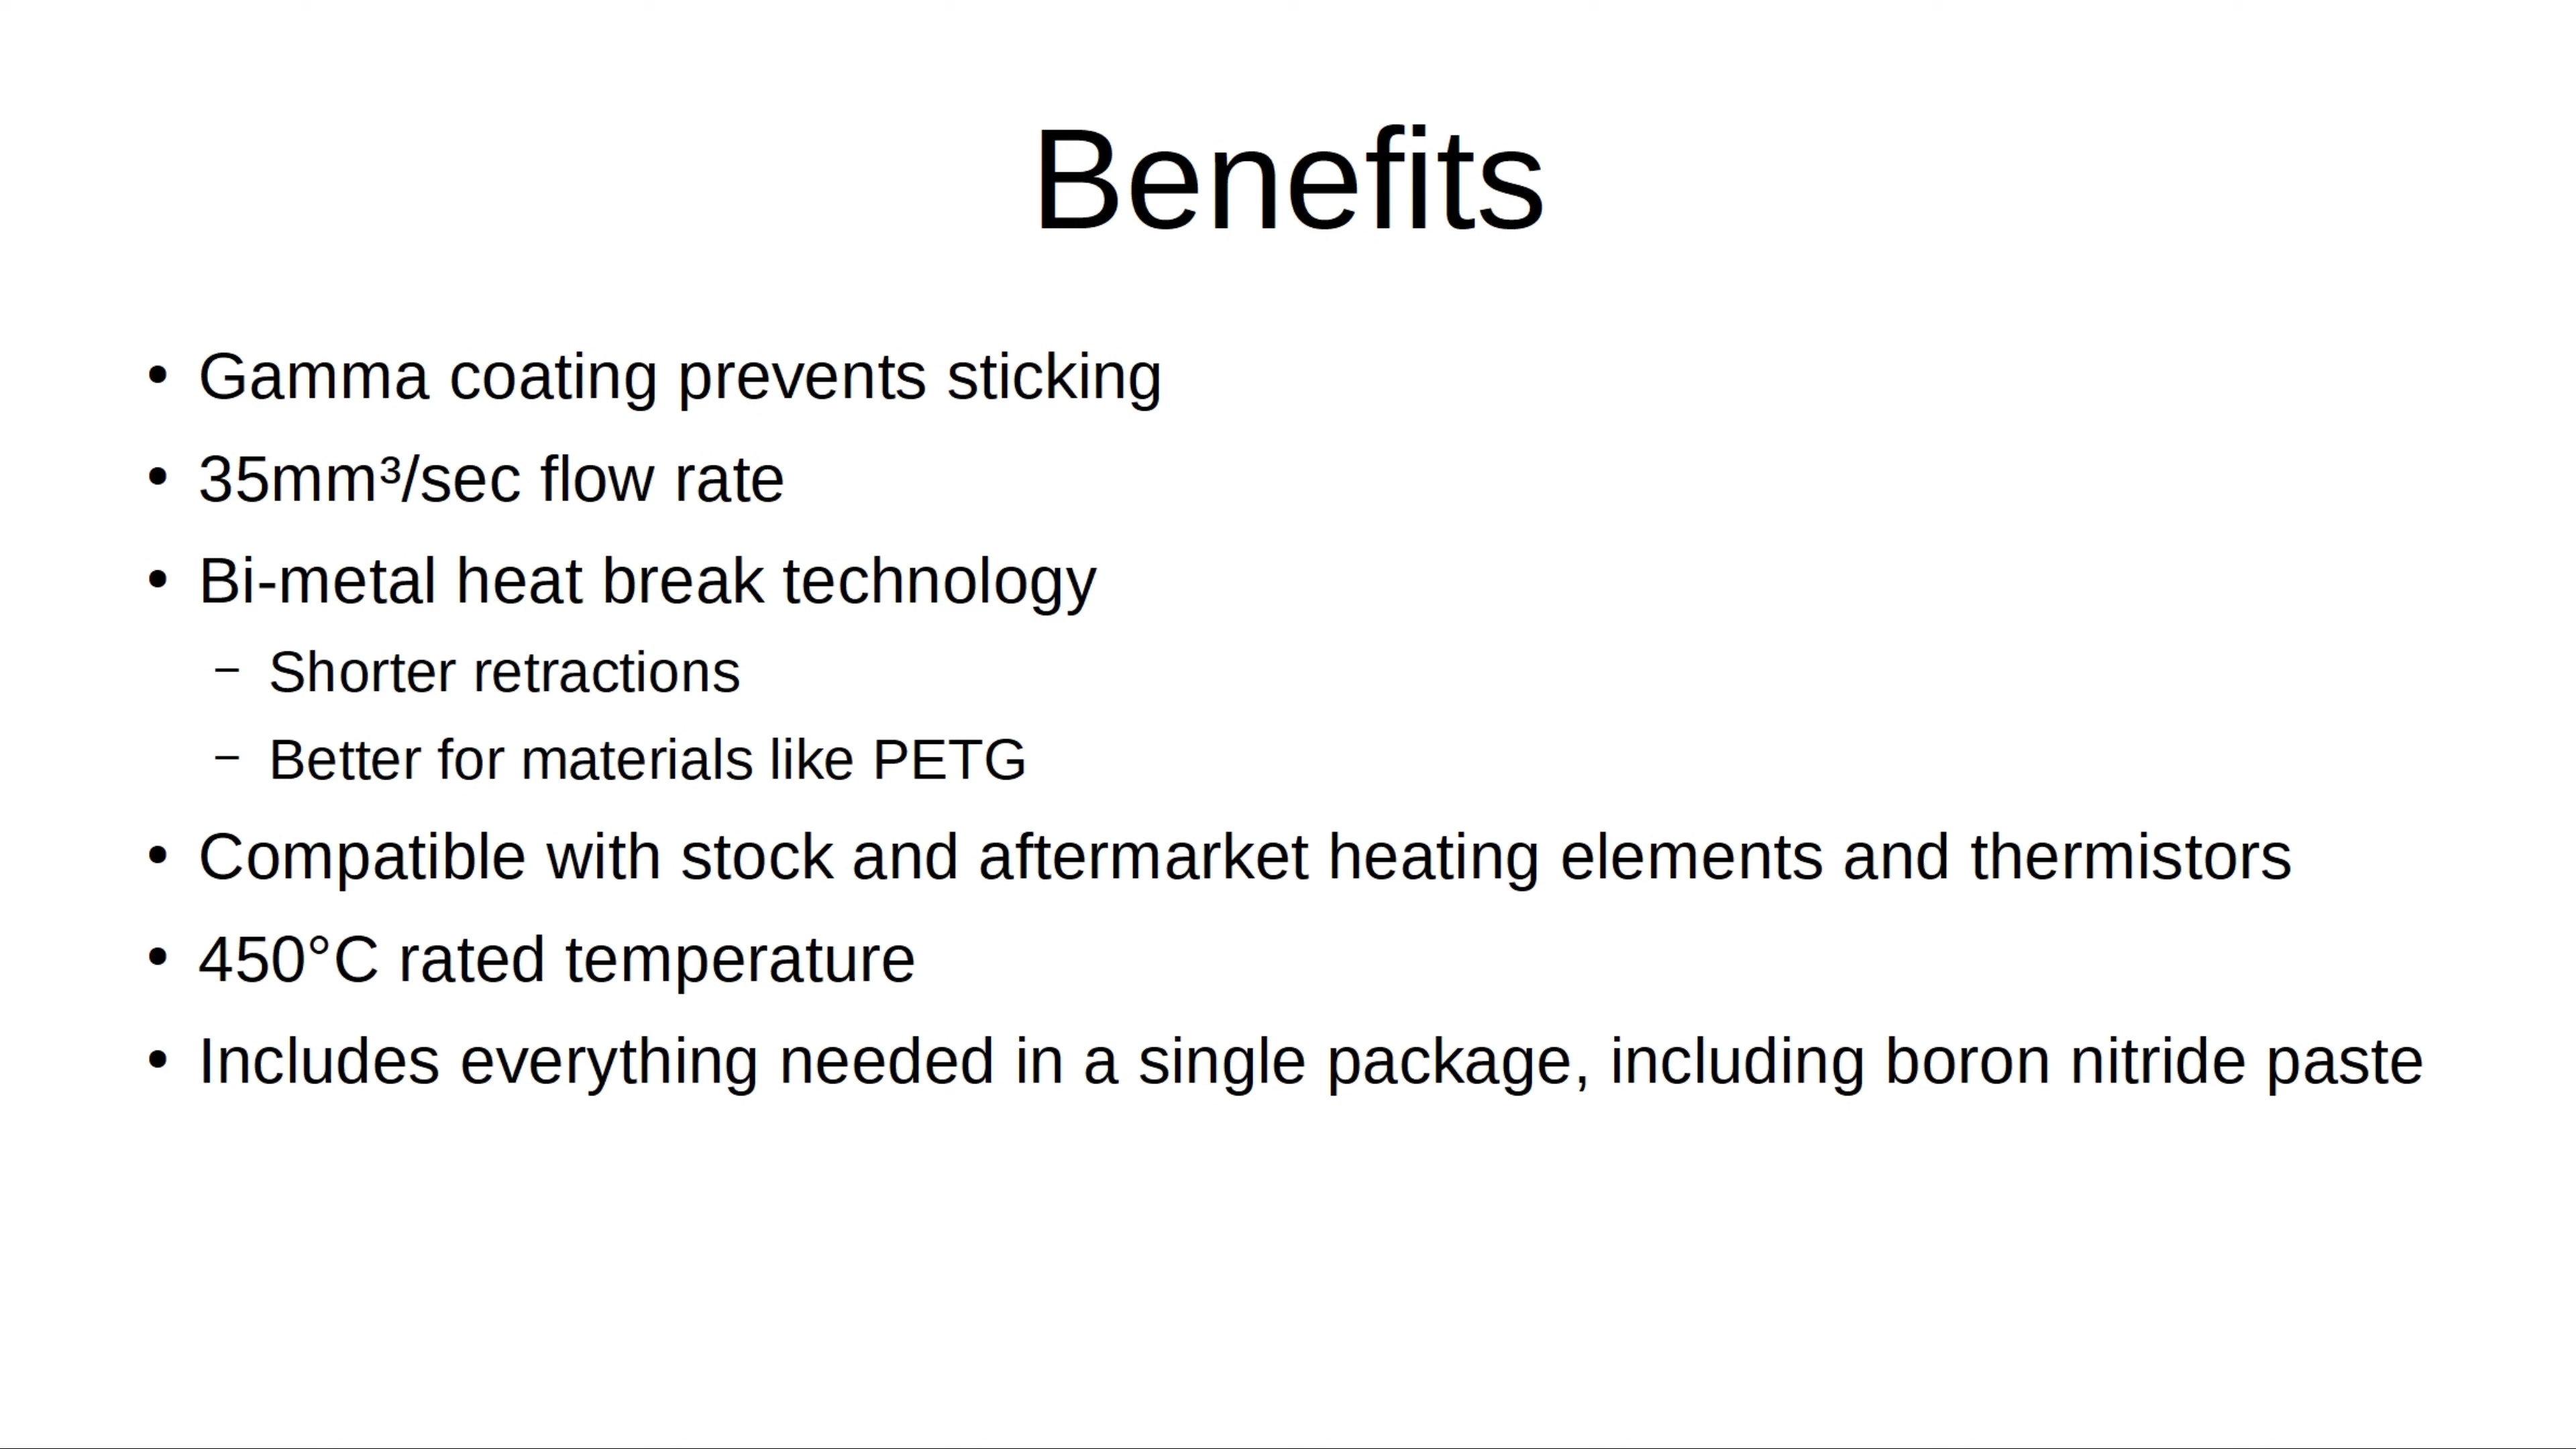 Benefits
• Gamma coating prevents sticking
• 35mm³/sec flow rate
• Bi-metal heat break technology
– Shorter retractions
– Better for materials like PETG
• Compatible with stock and aftermarket heating elements and thermistors
• 450°C rated temperature
• Includes everything needed in a single package, including boron nitride paste